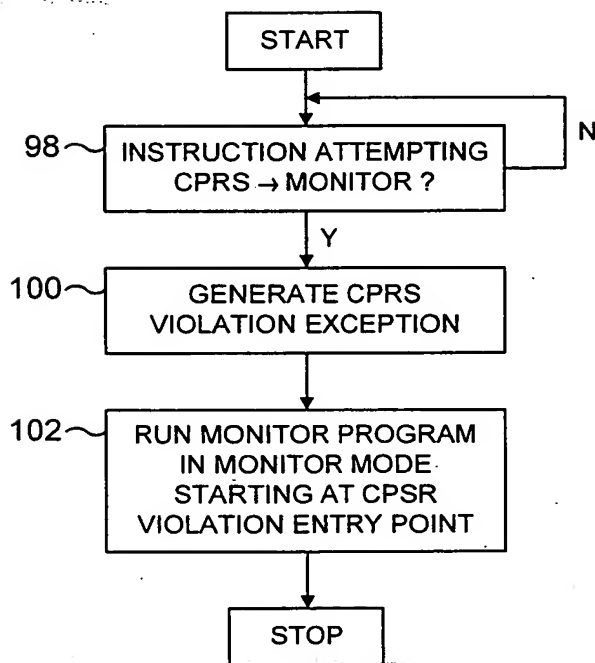 START
98
INSTRUCTION ATTEMPTING
CPRS → MONITOR ?
N
Y
100
GENERATE CPRS
VIOLATION EXCEPTION
102
RUN MONITOR PROGRAM
IN MONITOR MODE
STARTING AT CPSR
VIOLATION ENTRY POINT
STOP